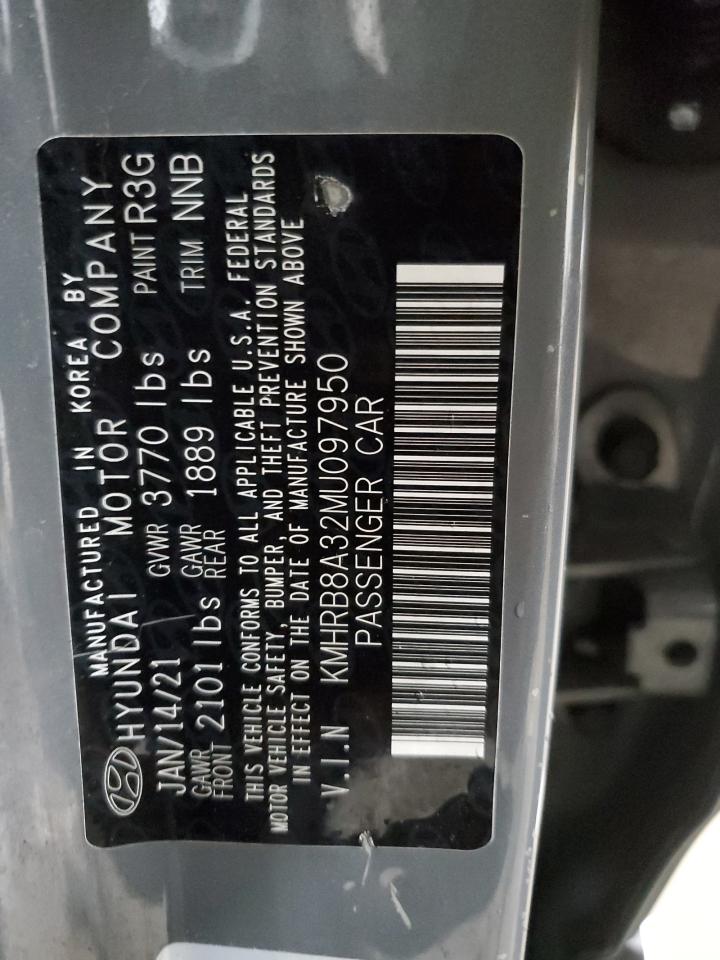 MANUFACTURED IN KOREA BY
HYUNDAI MOTOR COMPANY
JAN/14/21 GVWR 3770 lbs PAINT R3G
GAWR FRONT 2101 lbs GAWR REAR 1889 lbs TRIM NNB
THIS VEHICLE CONFORMS TO ALL APPLICABLE U.S.A. FEDERAL
MOTOR VEHICLE SAFETY, BUMPER, AND THEFT PREVENTION STANDARDS
IN EFFECT ON THE DATE OF MANUFACTURE SHOWN ABOVE
V.I.N KMHRB8A32MU097950
PASSENGER CAR